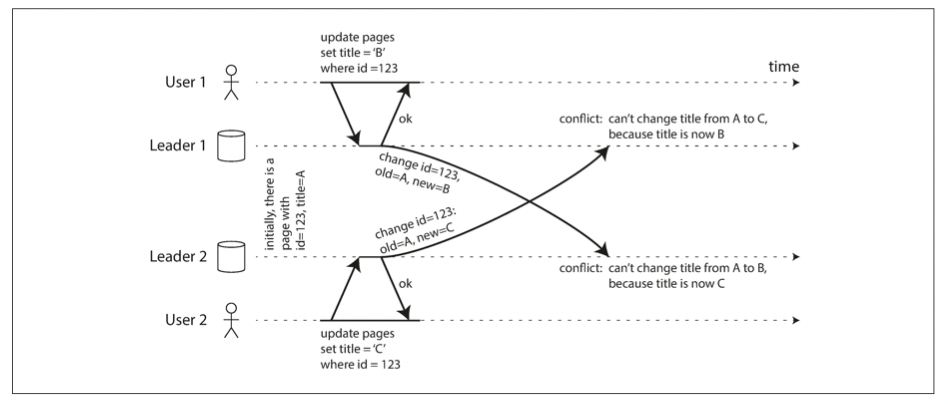 update pages
set title = ‘B’
where id =123
time
User 1
ok
conflict: can’t change title from A to C,
because title is now B
Leader 1
change id=123,
old=A, new=B
initially, there is a
page with
id=123, title=A
change id=123:
old=A, new=C
Leader 2
conflict: can’t change title from A to B,
because title is now C
ok
User 2
update pages
set title = ‘C’
where id = 123